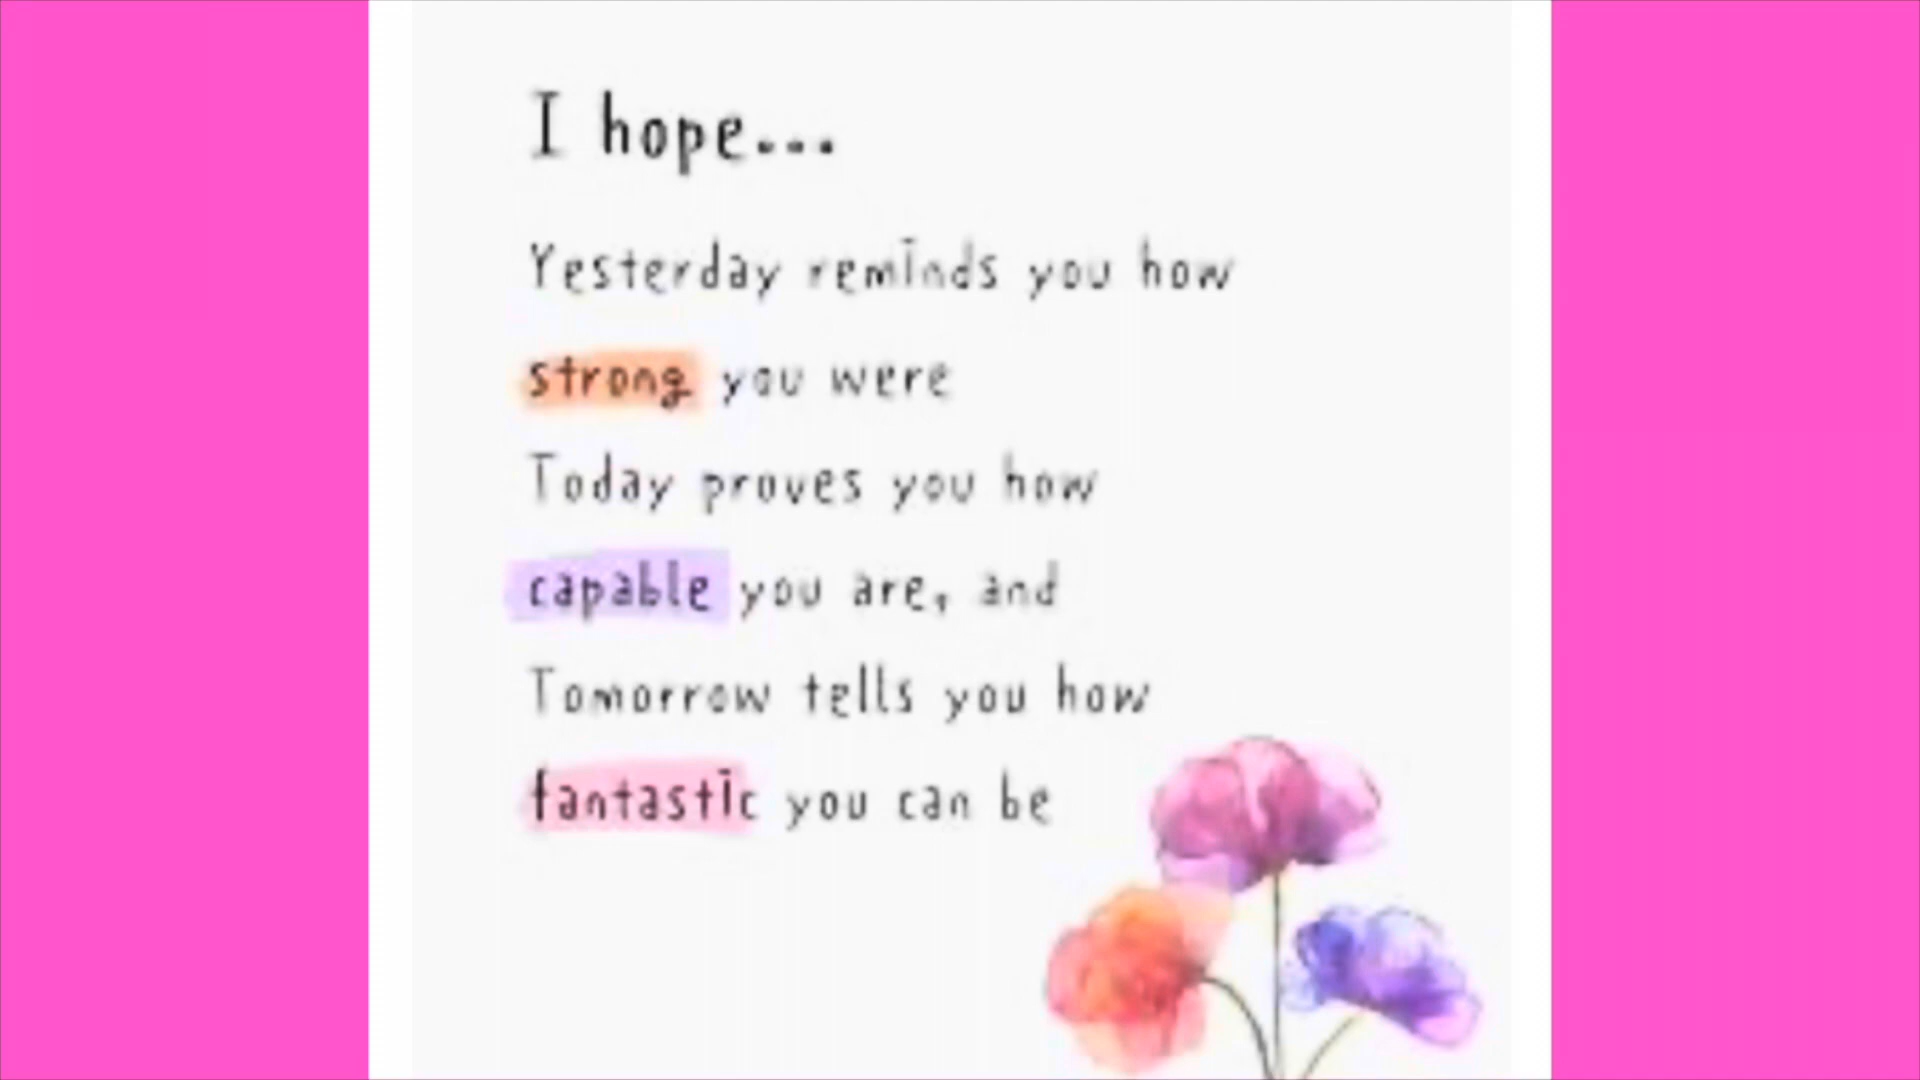 I hope...
Yesterday reminds you how
strong you were
Today proves you how
capable you are, and
Tomorrow tells you how
fantastic you can be